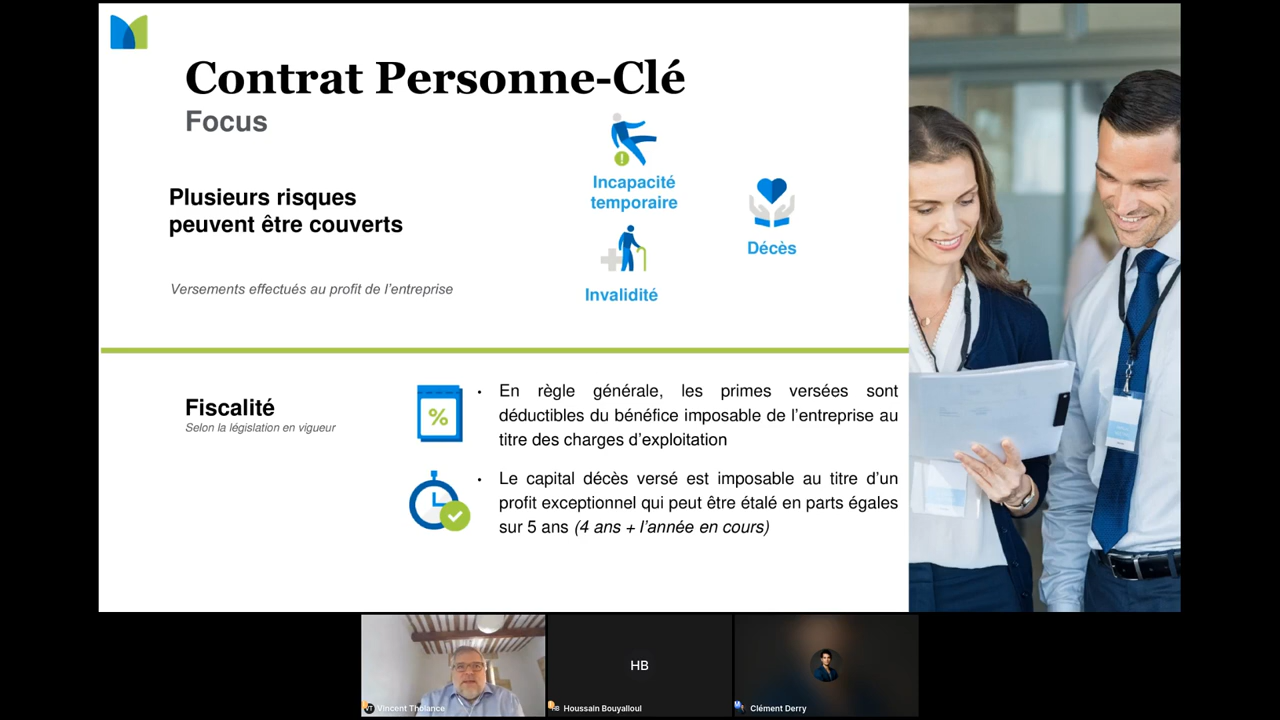 Contrat Personne-Clé
Focus
Plusieurs risques
peuvent être couverts
Versements effectués au profit de l'entreprise
Incapacité
temporaire
Invalidité
Décès
Fiscalité
Selon la législation en vigueur
%
• En règle générale, les primes versées sont
déductibles du bénéfice imposable de l'entreprise au
titre des charges d'exploitation
• Le capital décès versé est imposable au titre d'un
profit exceptionnel qui peut être étalé en parts égales
sur 5 ans (4 ans + l'année en cours)
VT Vincent Tholance
HB
HB Houssain Bouyalloul
Clément Derry